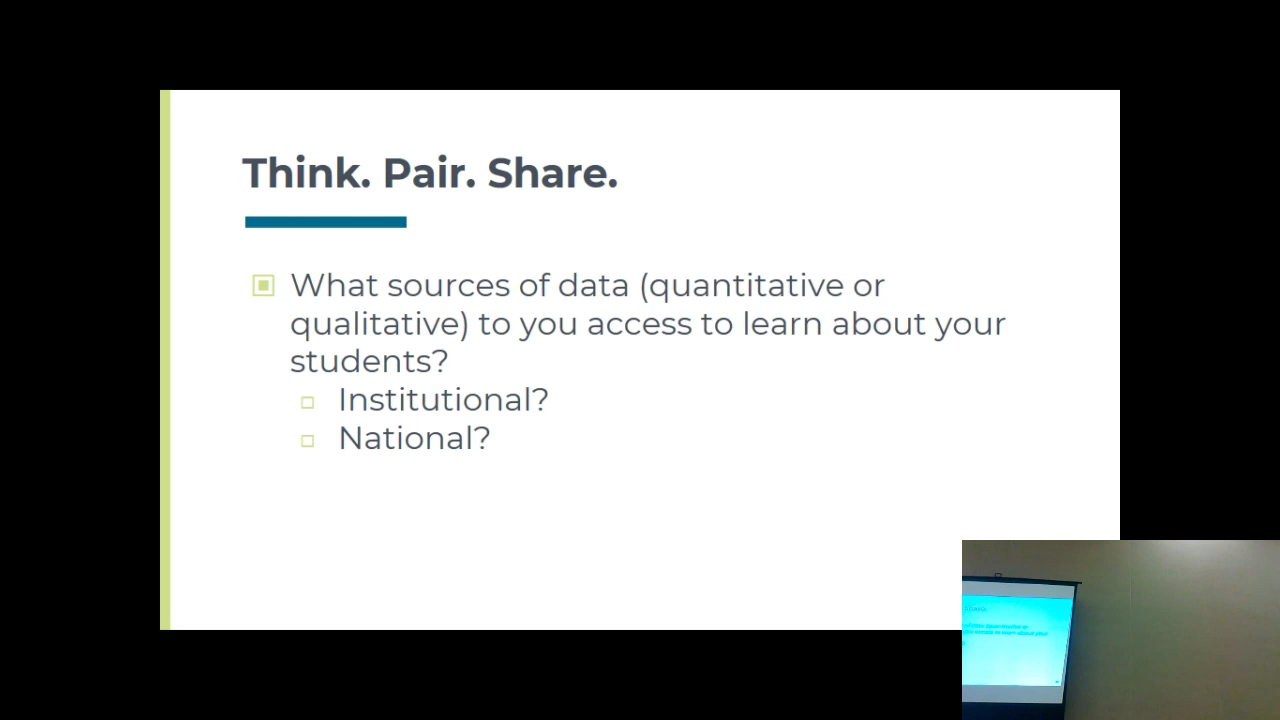 Think. Pair. Share.
What sources of data (quantitative or
qualitative) to you access to learn about your
students?
Institutional?
National?